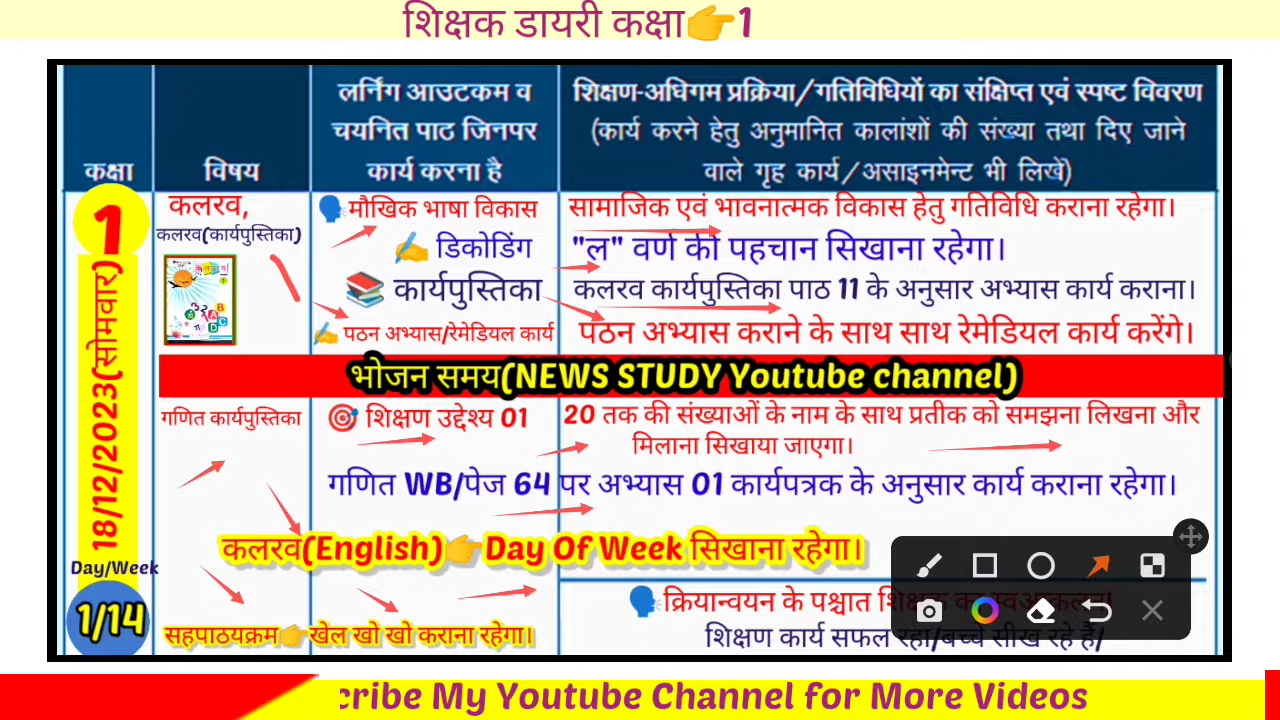 शिक्षक डायरी कक्षा👉1
कक्षा
विषय
लर्निंग आउटकम व
चयनित पाठ जिनपर
कार्य करना है
शिक्षण-अधिगम प्रक्रिया/गतिविधियों का संक्षिप्त एवं स्पष्ट विवरण
(कार्य करने हेतु अनुमानित कालांशों की संख्या तथा दिए जाने
वाले गृह कार्य/असाइनमेन्ट भी लिखें)
1
18/12/2023(सोमवार)
Day/Week
1/14
कलरव,
कलरव(कार्यपुस्तिका)
🗣️मौखिक भाषा विकास
सामाजिक एवं भावनात्मक विकास हेतु गतिविधि कराना रहेगा।
✍️ डिकोडिंग
"ल" वर्ण की पहचान सिखाना रहेगा।
📚 कार्यपुस्तिका
कलरव कार्यपुस्तिका पाठ 11 के अनुसार अभ्यास कार्य कराना।
✍️ पठन अभ्यास/रेमेडियल कार्य
पठन अभ्यास कराने के साथ साथ रेमेडियल कार्य करेंगे।
भोजन समय(NEWS STUDY Youtube channel)
गणित कार्यपुस्तिका
🎯 शिक्षण उद्देश्य 01
20 तक की संख्याओं के नाम के साथ प्रतीक को समझना लिखना और
मिलाना सिखाया जाएगा।
गणित WB/पेज 64 पर अभ्यास 01 कार्यपत्रक के अनुसार कार्य कराना रहेगा।
कलरव(English)👉Day Of Week सिखाना रहेगा।
सहपाठयक्रम👉खेल खो खो कराना रहेगा।
🗣️क्रियान्वयन के पश्चात शिक्षक का स्वआकलन!
शिक्षण कार्य सफल रहा/बच्चे सीख रहे हैं/
cribe My Youtube Channel for More Videos